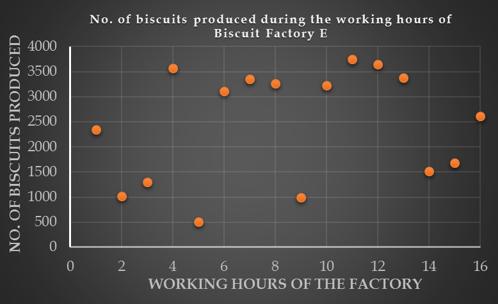 No. of biscuits produced during the working hours of
Biscuit Factory E
NO. OF BISCUITS PRODUCED
4000
3500
3000
2500
2000
1500
1000
500
0
0 2 4 6 8 10 12 14 16
WORKING HOURS OF THE FACTORY